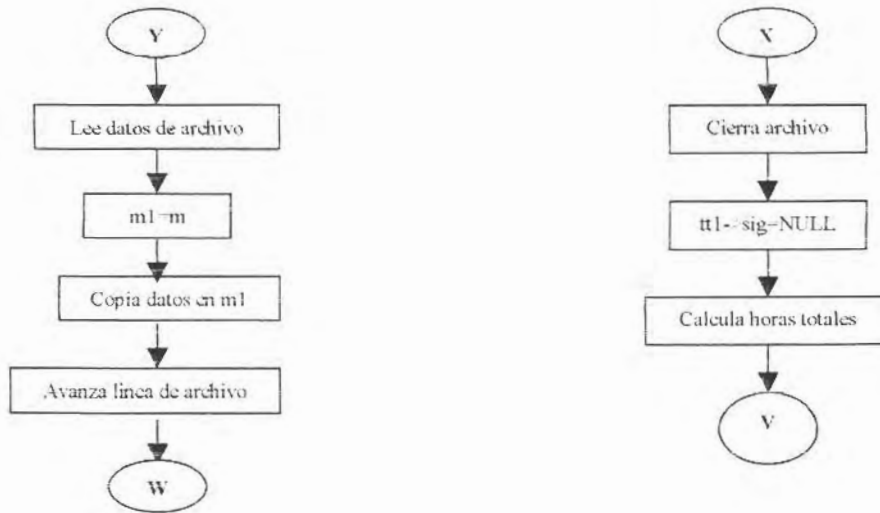 Y
Lee datos de archivo
m1=m
Copia datos en m1
Avanza linea de archivo
W
X
Cierra archivo
tt1->sig=NULL
Calcula horas totales
V